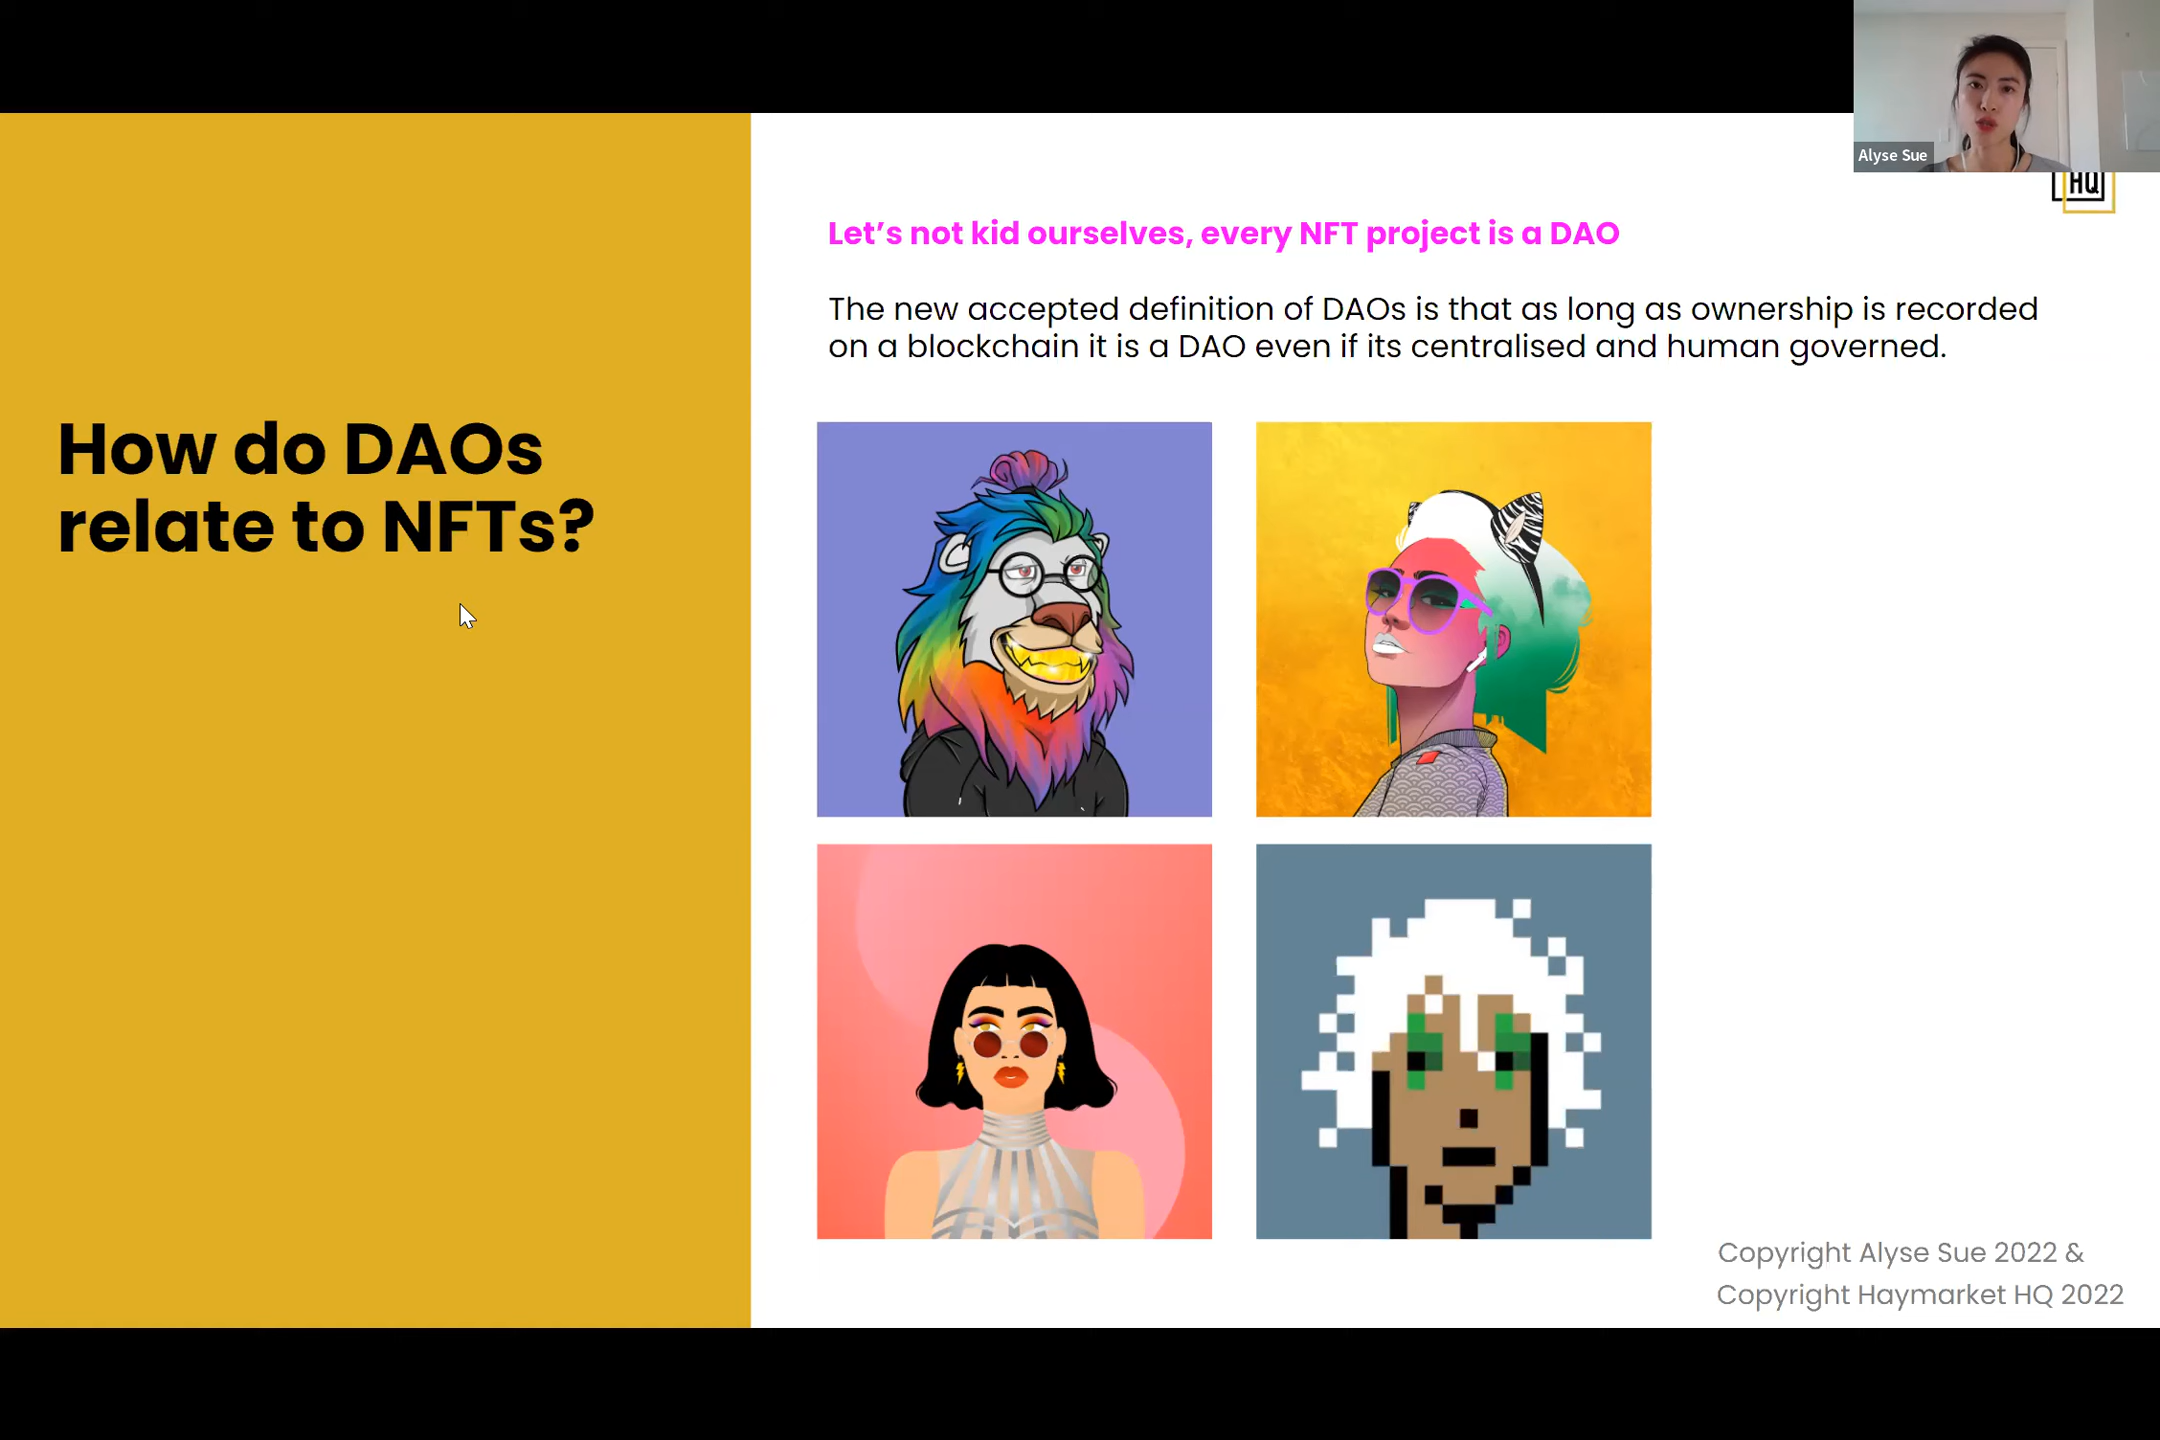 Alyse Sue
HQ
Let's not kid ourselves, every NFT project is a DAO
The new accepted definition of DAOs is that as long as ownership is recorded
on a blockchain it is a DAO even if its centralised and human governed.
How do DAOs
relate to NFTs?
Copyright Alyse Sue 2022 &
Copyright Haymarket HQ 2022